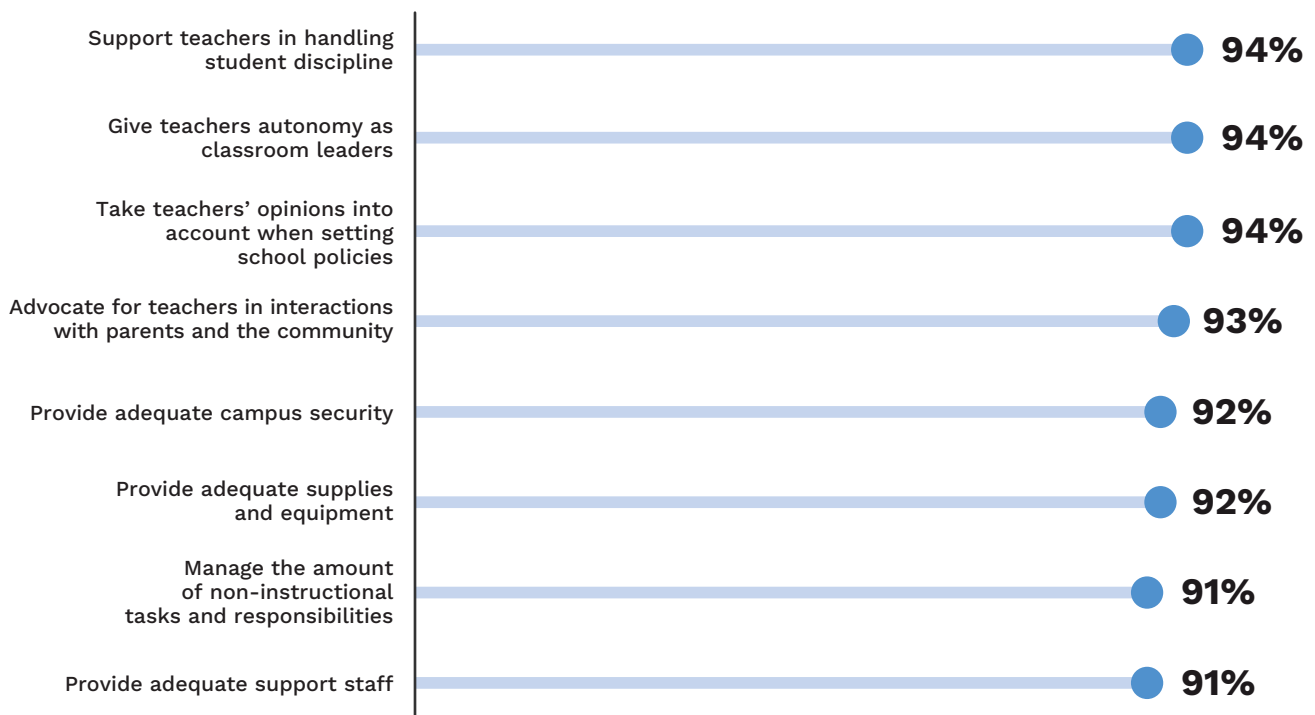 Support teachers in handling
student discipline
94%
Give teachers autonomy as
classroom leaders
94%
Take teachers’ opinions into
account when setting
school policies
94%
Advocate for teachers in interactions
with parents and the community
93%
Provide adequate campus security
92%
Provide adequate supplies
and equipment
92%
Manage the amount
of non-instructional
tasks and responsibilities
91%
Provide adequate support staff
91%